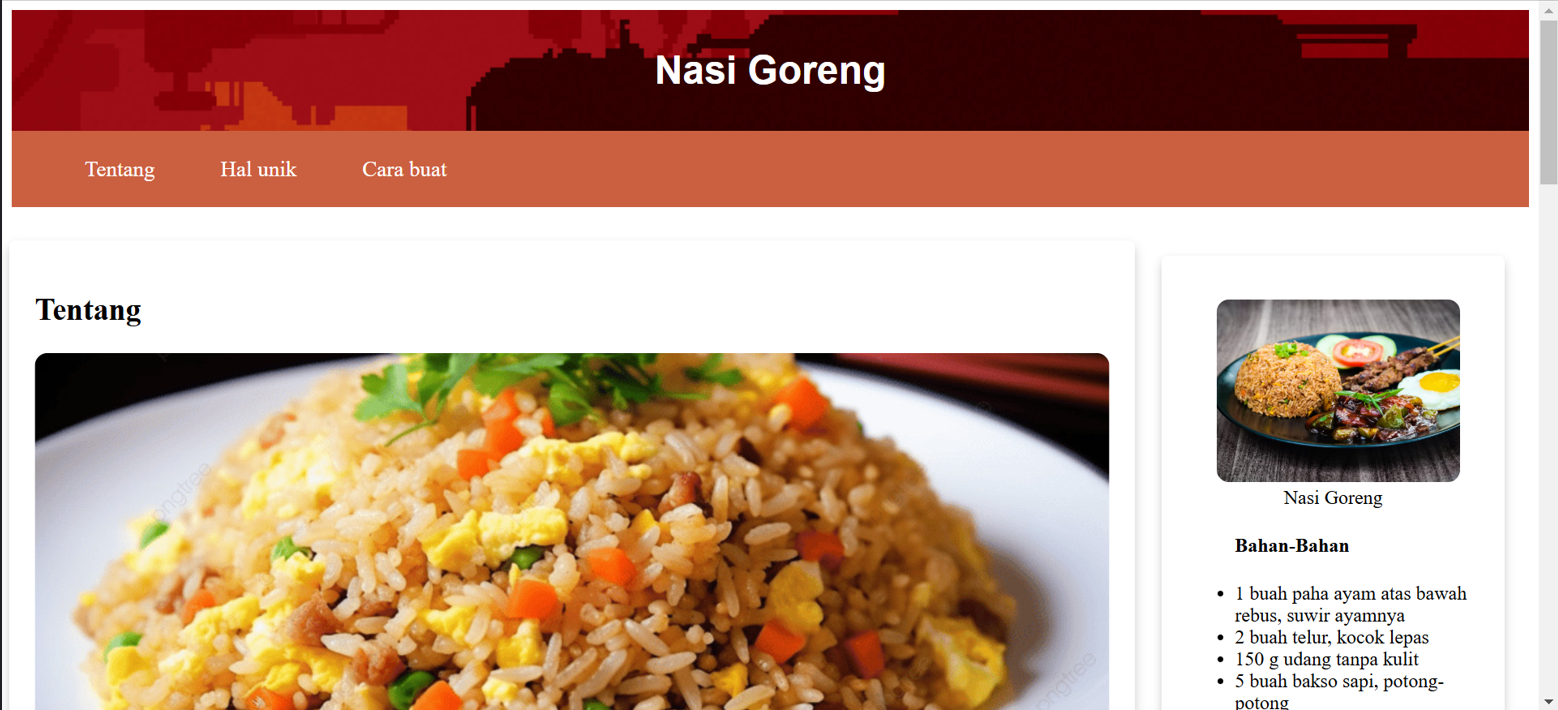 Nasi Goreng
Tentang
Hal unik
Cara buat
Tentang
Nasi Goreng
Bahan-Bahan
1 buah paha ayam atas bawah
rebus, suwir ayamnya
2 buah telur, kocok lepas
150 g udang tanpa kulit
5 buah bakso sapi, potong-
potong